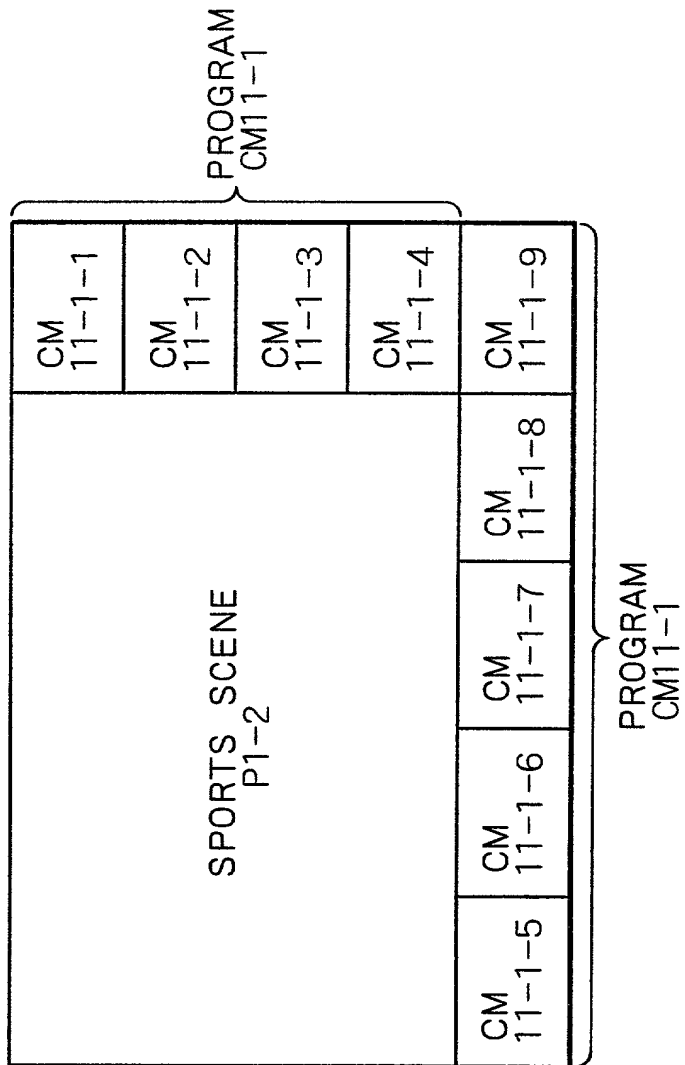 CM
11-1-1
CM
11-1-2
CM
11-1-3
CM
11-1-4
PROGRAM
CM11-1
SPORTS SCENE
P1-2
CM
11-1-5
CM
11-1-6
CM
11-1-7
CM
11-1-8
CM
11-1-9
PROGRAM
CM11-1